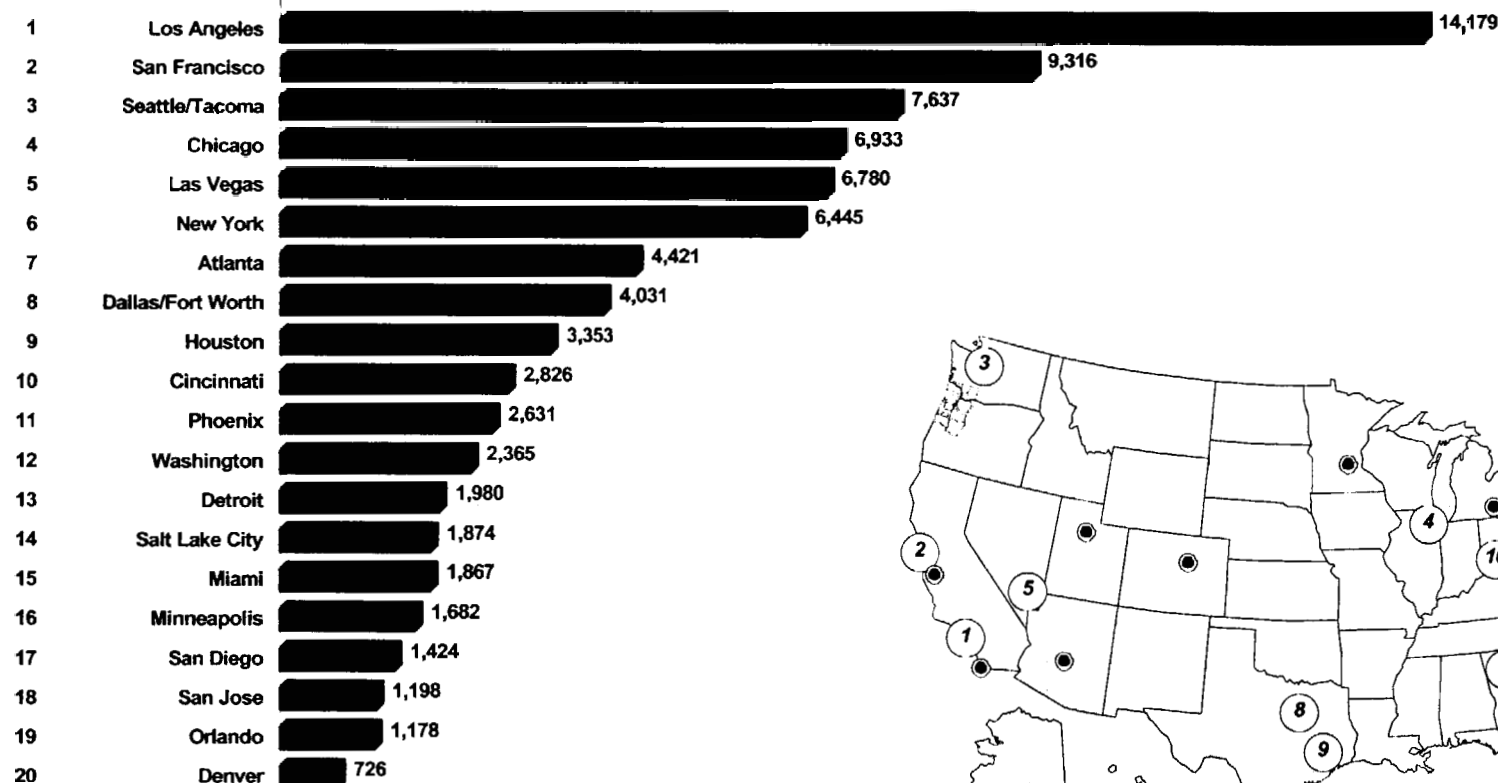 1 Los Angeles 14,179
2 San Francisco 9,316
3 Seattle/Tacoma 7,637
4 Chicago 6,933
5 Las Vegas 6,780
6 New York 6,445
7 Atlanta 4,421
8 Dallas/Fort Worth 4,031
9 Houston 3,353
10 Cincinnati 2,826
11 Phoenix 2,631
12 Washington 2,365
13 Detroit 1,980
14 Salt Lake City 1,874
15 Miami 1,867
16 Minneapolis 1,682
17 San Diego 1,424
18 San Jose 1,198
19 Orlando 1,178
20 Denver 726
3
4
2
10
5
1
8
9